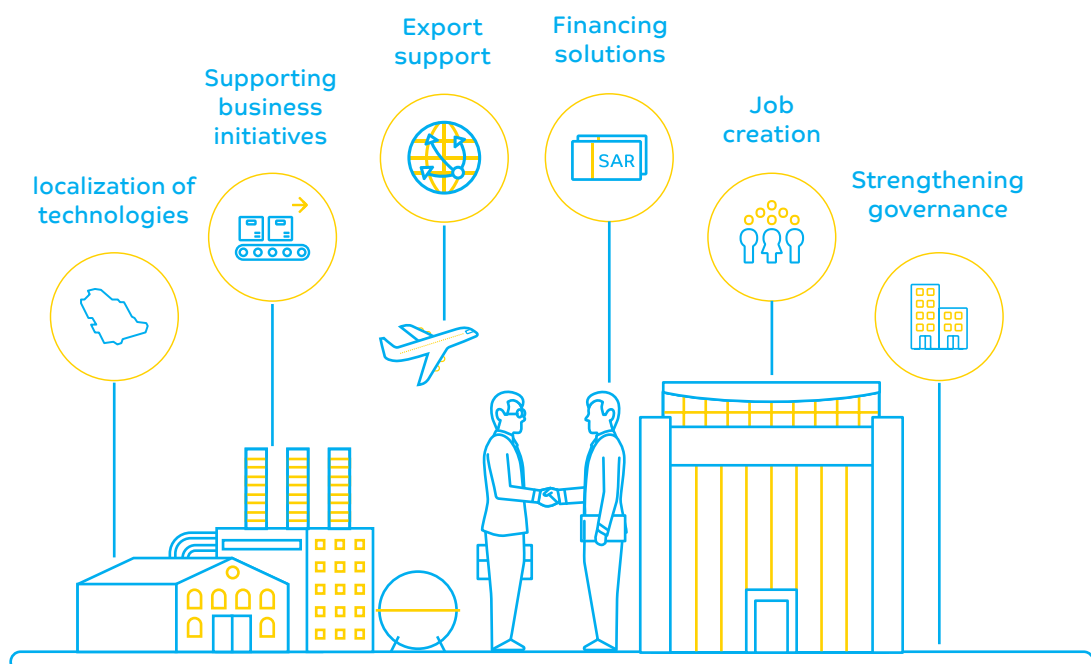 localization of
technologies
Supporting
business
initiatives
Export
support
Financing
solutions
SAR
Job
creation
Strengthening
governance